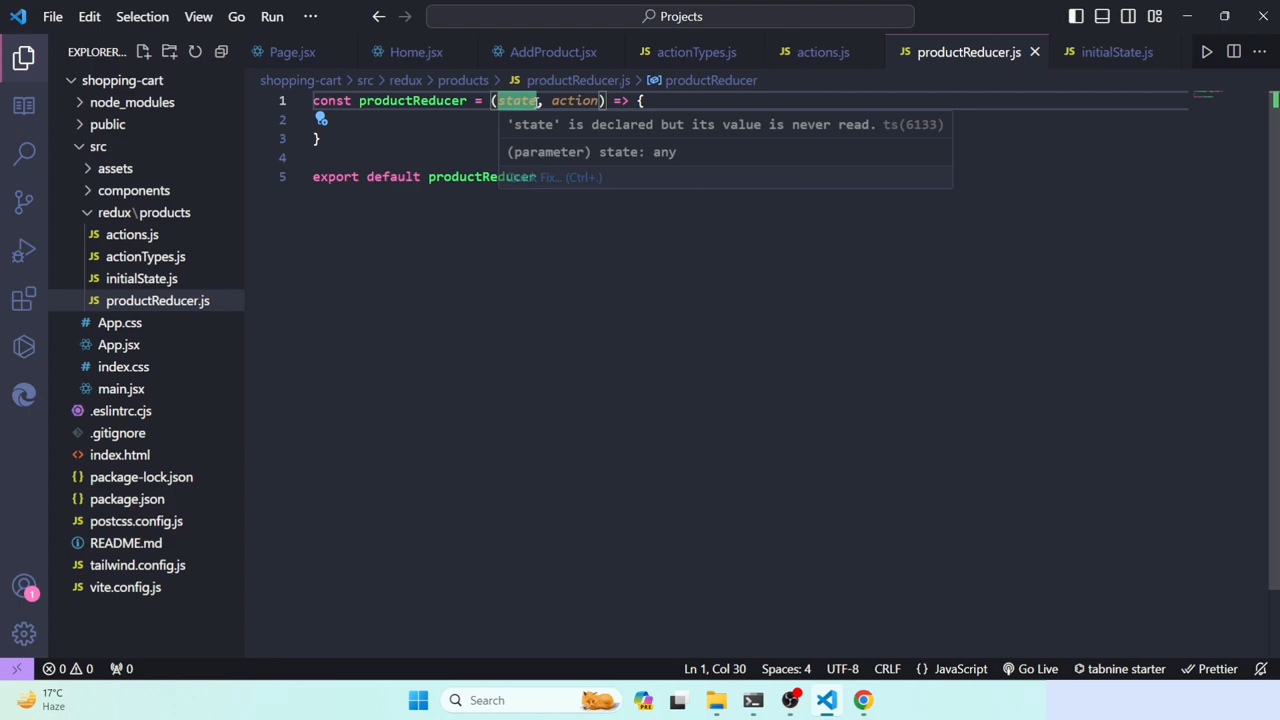 File Edit Selection View Go Run ··· Projects
EXPLORER...
Page.jsx Home.jsx AddProduct.jsx actionTypes.js actions.js productReducer.js initialState.js
shopping-cart > src > redux > products > productReducer.js > productReducer
shopping-cart
node_modules
public
src
assets
components
redux\products
actions.js
actionTypes.js
initialState.js
productReducer.js
App.css
App.jsx
index.css
main.jsx
.eslintrc.cjs
.gitignore
index.html
package-lock.json
package.json
postcss.config.js
README.md
tailwind.config.js
vite.config.js
1 const productReducer = (state, action) => {
2
3 }
4
5 export default productReducer
'state' is declared but its value is never read. ts(6133)
(parameter) state: any
Quick Fix... (Ctrl+.)
1
0 0 0 Ln 1, Col 30 Spaces: 4 UTF-8 CRLF {} JavaScript Go Live tabnine starter Prettier
17°C
Haze
Search
PRE